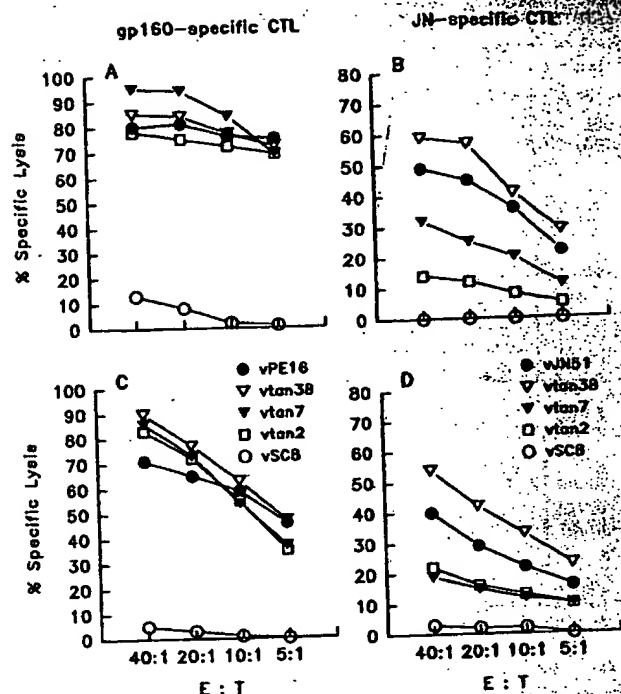 gp160-specific CTL
JN-specific CTL
A
100
90
80
70
60
50
40
30
20
10
0
% Specific Lysis
B
80
70
60
50
40
30
20
10
0
C
100
90
80
70
60
50
40
30
20
10
0
% Specific Lysis
40:1 20:1 10:1 5:1
E : T
vPE16
vtan38
vtan7
vtan2
vSC8
D
80
70
60
50
40
30
20
10
0
40:1 20:1 10:1 5:1
E : T
vJN51
vtan38
vtan7
vtan2
vSC8